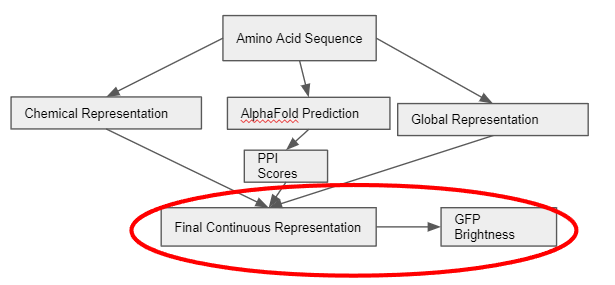 Amino Acid Sequence
Chemical Representation
AlphaFold Prediction
Global Representation
PPI
Scores
Final Continuous Representation
GFP
Brightness